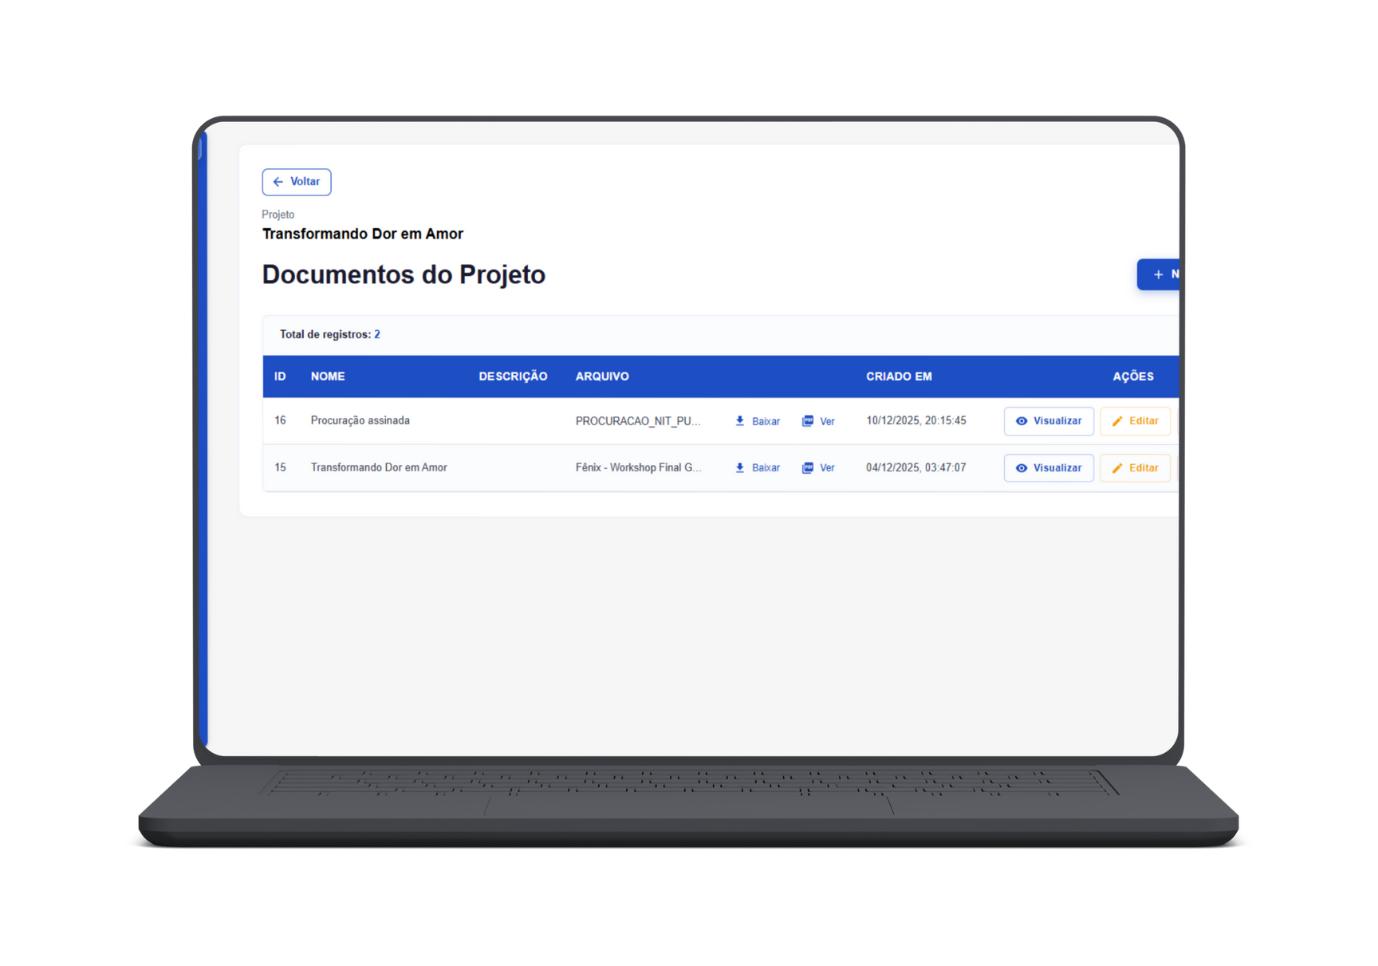 Voltar
Projeto
Transformando Dor em Amor
Documentos do Projeto
+ N
Total de registros: 2
ID NOME DESCRIÇÃO ARQUIVO CRIADO EM AÇÕES
16 Procuração assinada PROCURACAO_NIT_PU... Baixar Ver 10/12/2025, 20:15:45 Visualizar Editar
15 Transformando Dor em Amor Fênix - Workshop Final G... Baixar Ver 04/12/2025, 03:47:07 Visualizar Editar